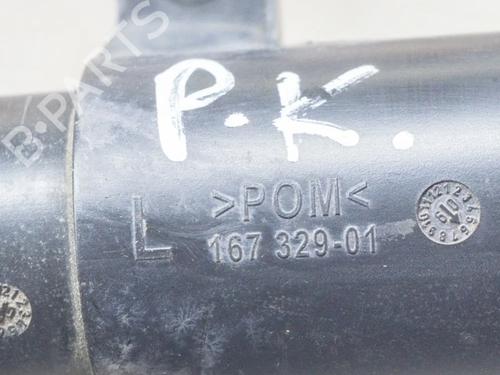 B-PARTS
P.K.
>POM<
L
167 329-01